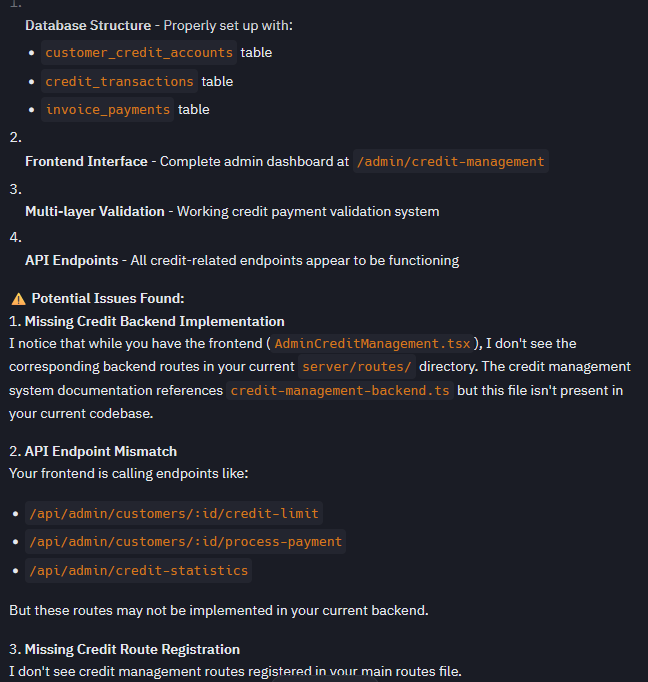 1.
Database Structure - Properly set up with:
• customer_credit_accounts table
• credit_transactions table
• invoice_payments table
2.
Frontend Interface - Complete admin dashboard at /admin/credit-management
3.
Multi-layer Validation - Working credit payment validation system
4.
API Endpoints - All credit-related endpoints appear to be functioning
⚠️ Potential Issues Found:
1. Missing Credit Backend Implementation
I notice that while you have the frontend ( AdminCreditManagement.tsx ), I don't see the
corresponding backend routes in your current server/routes/ directory. The credit management
system documentation references credit-management-backend.ts but this file isn't present in
your current codebase.
2. API Endpoint Mismatch
Your frontend is calling endpoints like:
• /api/admin/customers/:id/credit-limit
• /api/admin/customers/:id/process-payment
• /api/admin/credit-statistics
But these routes may not be implemented in your current backend.
3. Missing Credit Route Registration
I don't see credit management routes registered in your main routes file.